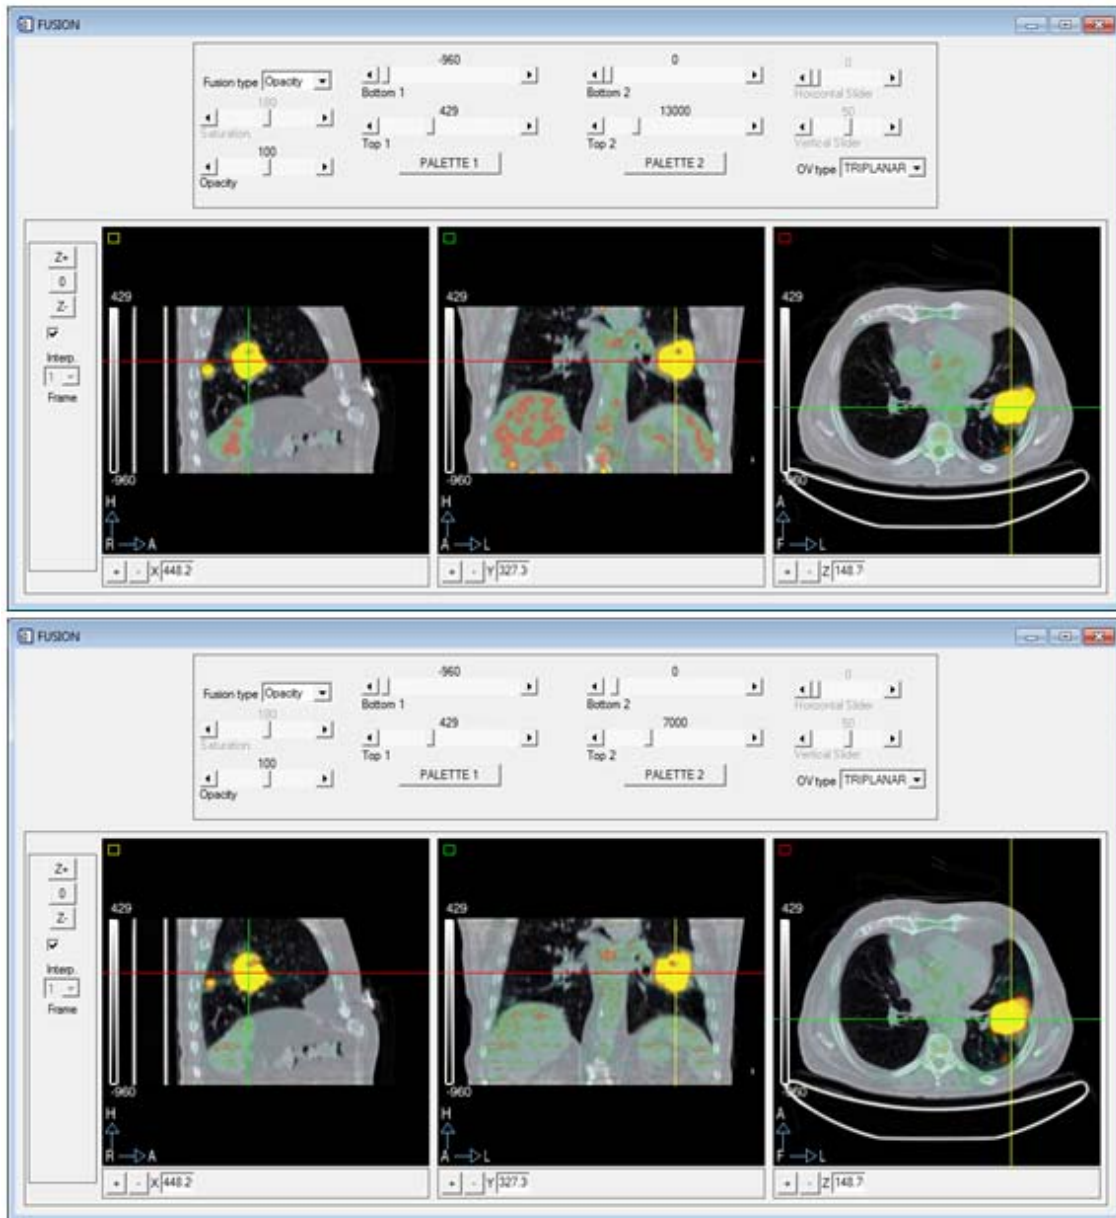 FUSION
-960 0 0
Fusion type Opacity Bottom 1 Bottom 2 Horizontal Slider
180 429 13000 50
Saturation Top 1 Top 2 Vertical Slider
100 PALETTE 1 PALETTE 2 OV type TRIPLANAR
Opacity
Z+
0
Z-
Interp.
1
Frame
429 429 429
-960 -960 -960
H H A
R A A L F L
+ - X 448.2 + - Y 327.3 + - Z 148.7
FUSION
-960 0 0
Fusion type Opacity Bottom 1 Bottom 2 Horizontal Slider
180 429 7000 50
Saturation Top 1 Top 2 Vertical Slider
100 PALETTE 1 PALETTE 2 OV type TRIPLANAR
Opacity
Z+
0
Z-
Interp.
1
Frame
429 429 429
-960 -960 -960
H H A
R A A L F L
+ - X 448.2 + - Y 327.3 + - Z 148.7